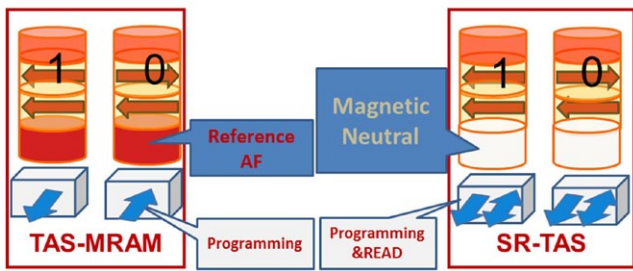 1 0
Reference
AF
Magnetic
Neutral
1 0
Programming
Programming
&READ
TAS-MRAM
SR-TAS